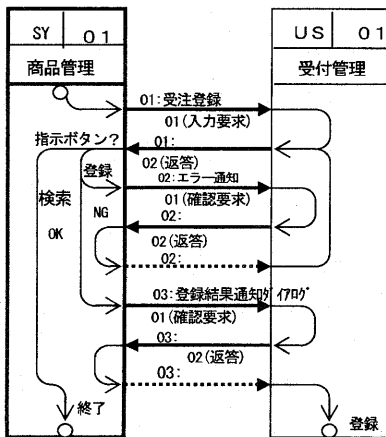 SY 01
US 01
商品管理
受付管理
01:受注登録
01(入力要求)
指示ボタン?
01:
02(返答)
登録
02:エラー通知
検索
01(確認要求)
NG
02:
OK
02(返答)
02:
03:登録結果通知ダイアログ
01(確認要求)
03:
02(返答)
03:
終了
登録